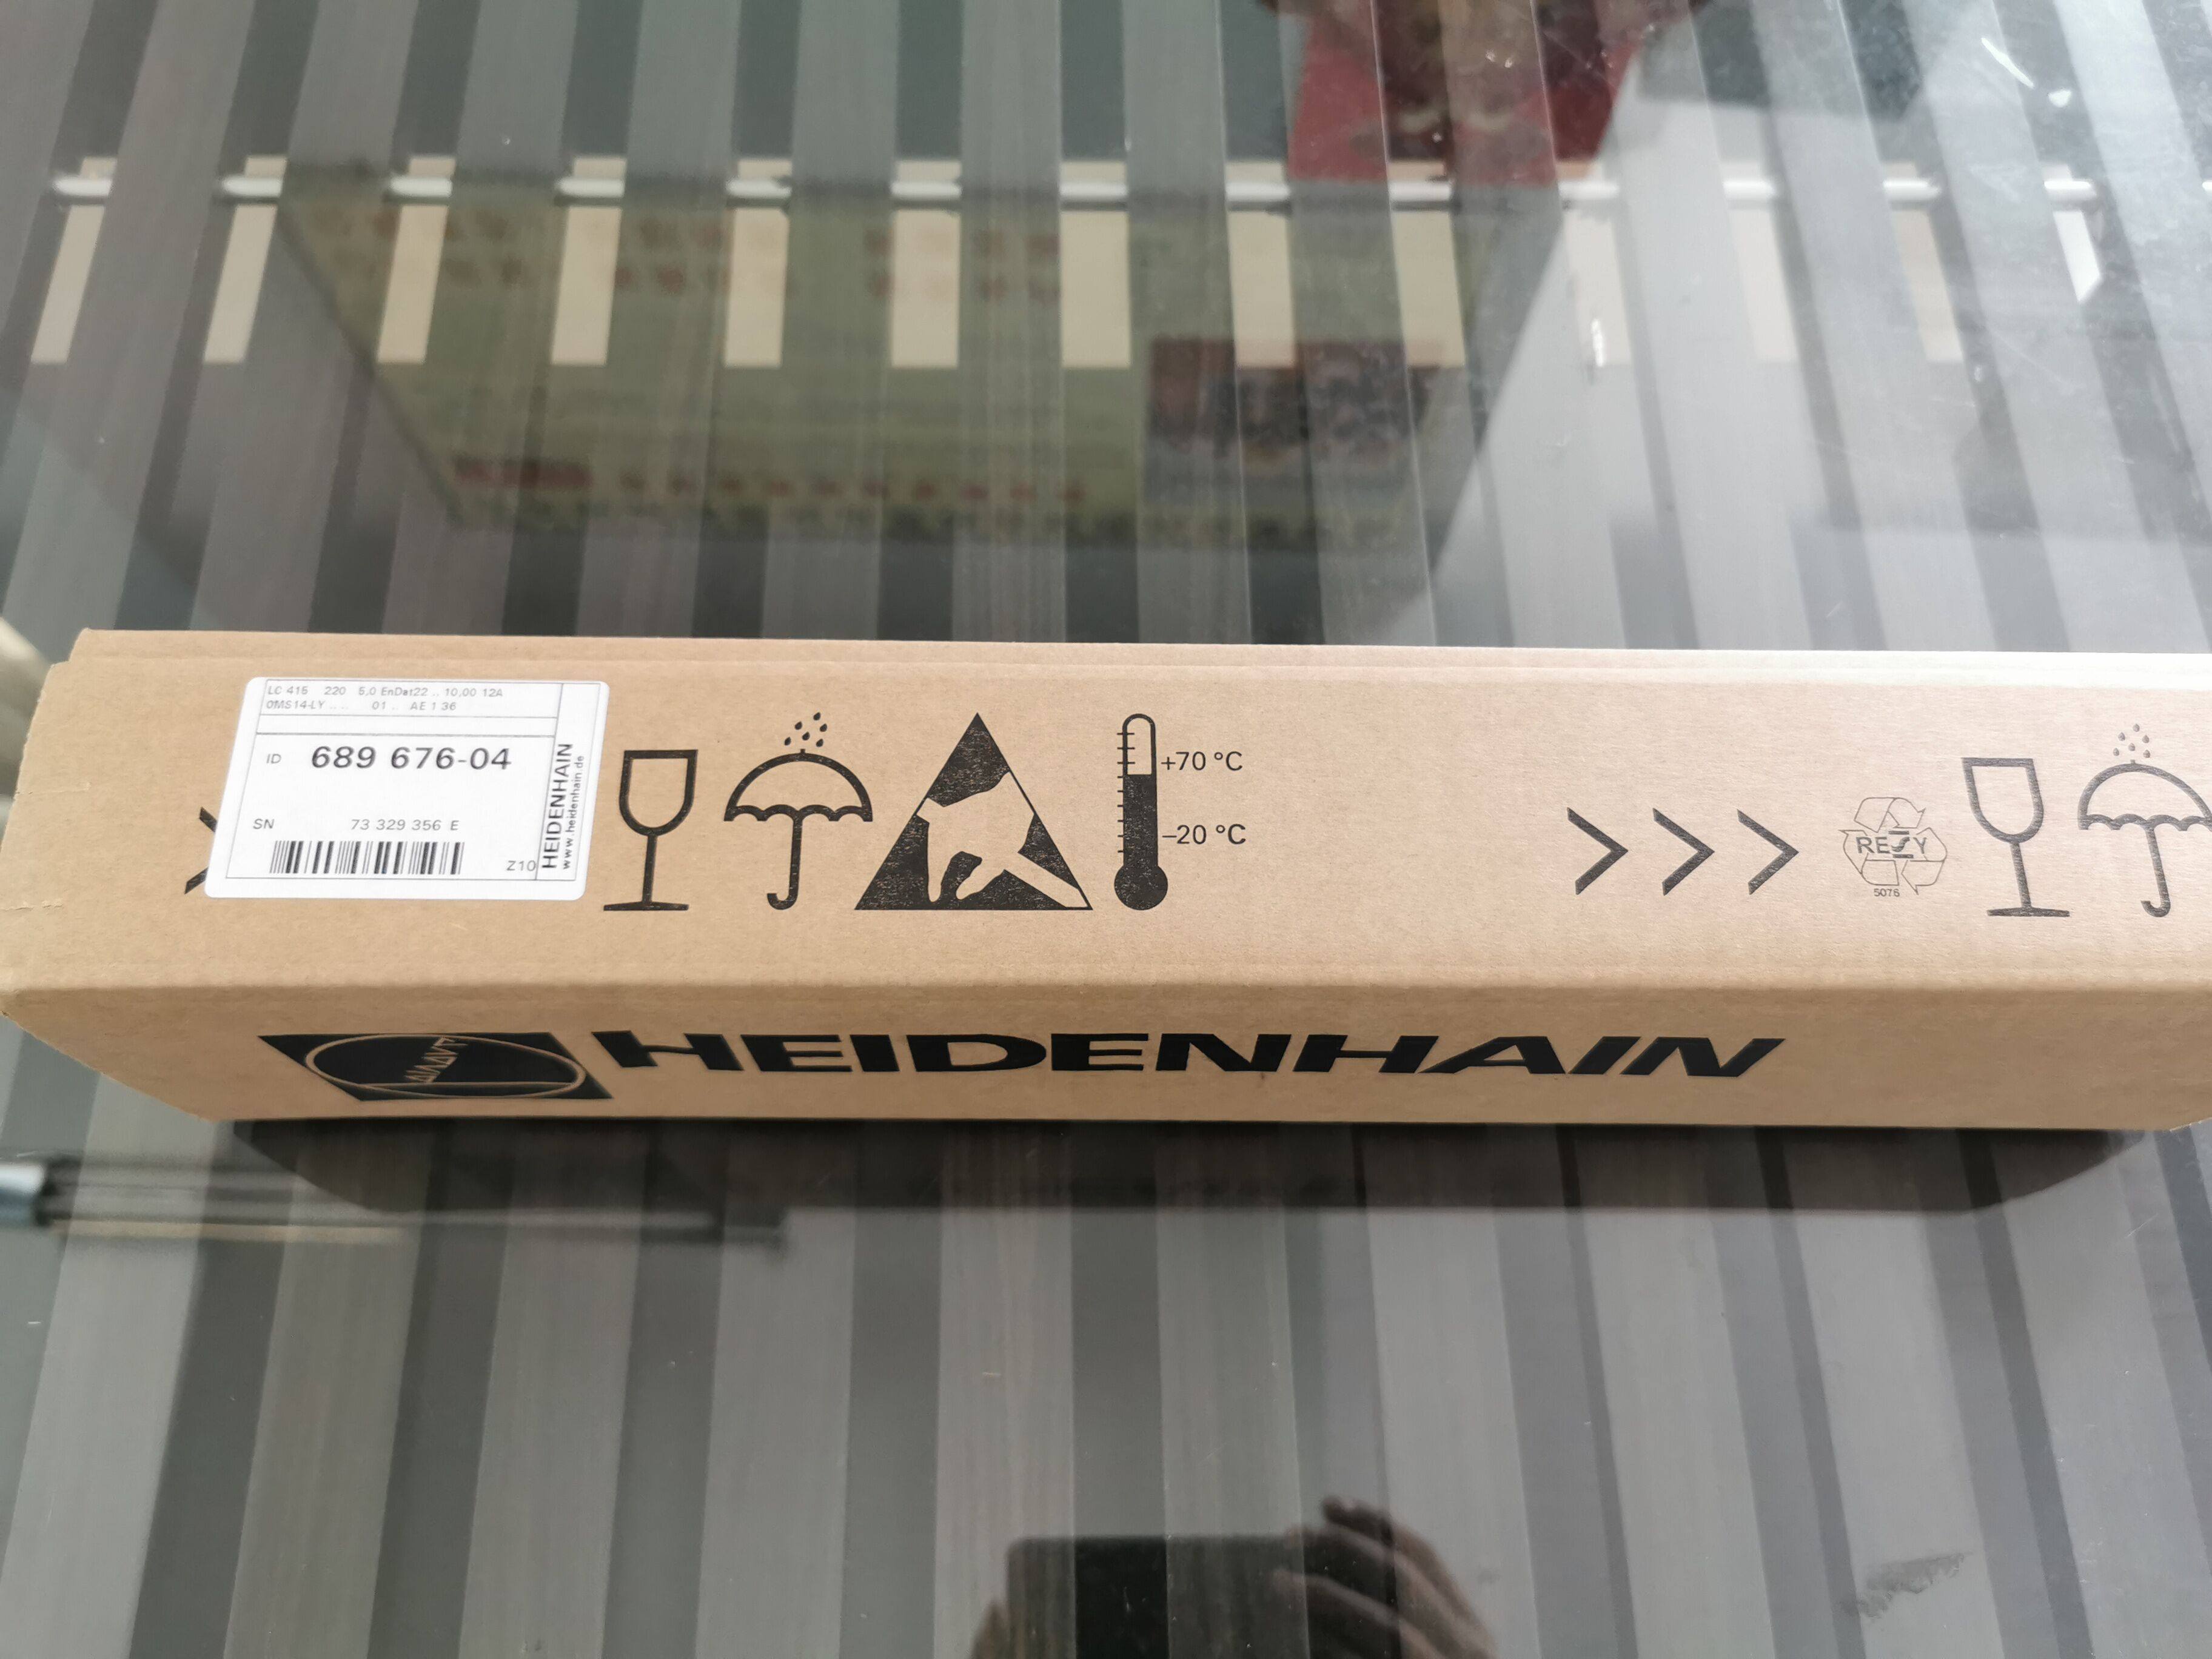 LC 415 220 5,0 EnDat22 .. 10,00 12A
0MS14-LY .. .. 01 .. AE 1 36
ID 689 676-04
SN 73 329 356 E
Z10
HEIDENHAIN
www.heidenhain.de
+70 °C
-20 °C
> > >
RESY
5076
HEIDENHAIN